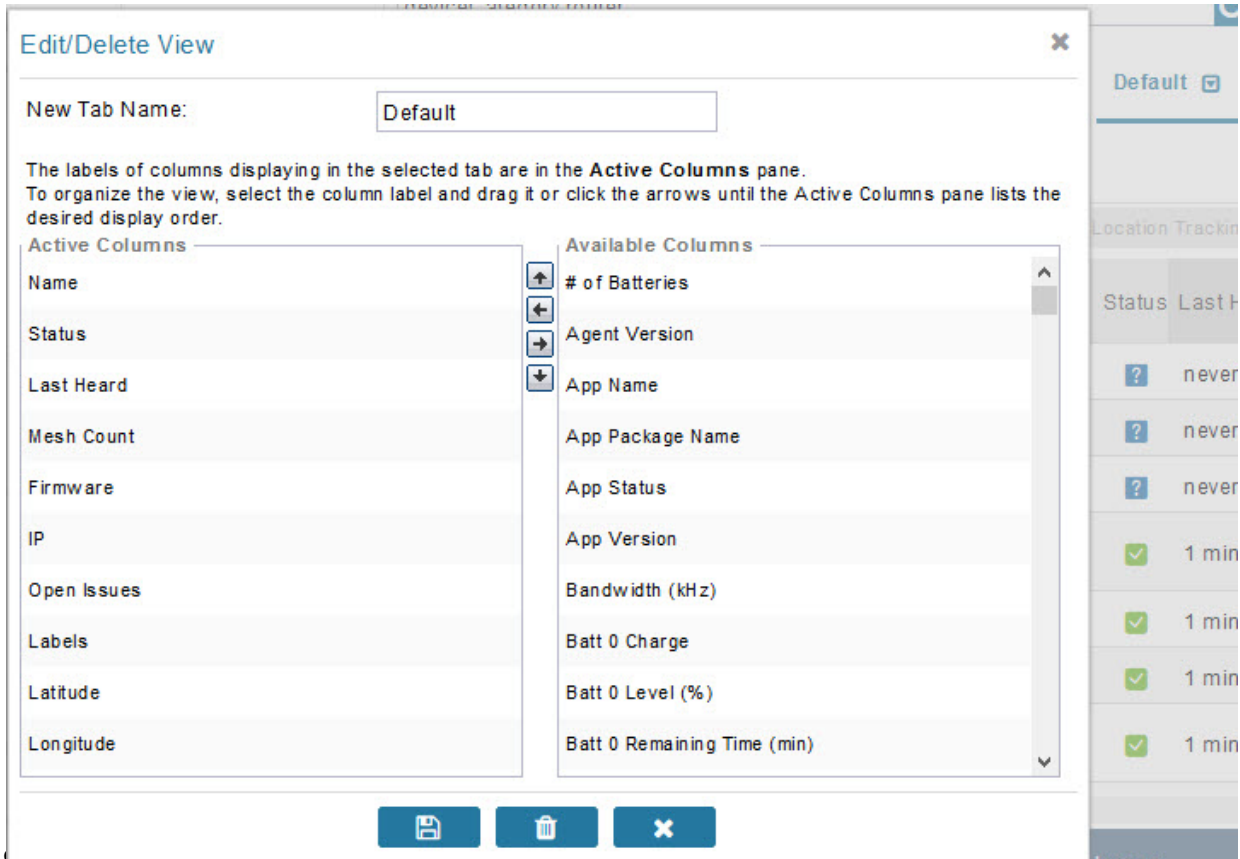 Edit/Delete View
New Tab Name:
Default
The labels of columns displaying in the selected tab are in the Active Columns pane.
To organize the view, select the column label and drag it or click the arrows until the Active Columns pane lists the
desired display order.
Active Columns
Name
Status
Last Heard
Mesh Count
Firmware
IP
Open Issues
Labels
Latitude
Longitude
Available Columns
# of Batteries
Agent Version
App Name
App Package Name
App Status
App Version
Bandwidth (kHz)
Batt 0 Charge
Batt 0 Level (%)
Batt 0 Remaining Time (min)
Default
Location Trackin
Status Last H
? never
? never
? never
1 min
1 min
1 min
1 min